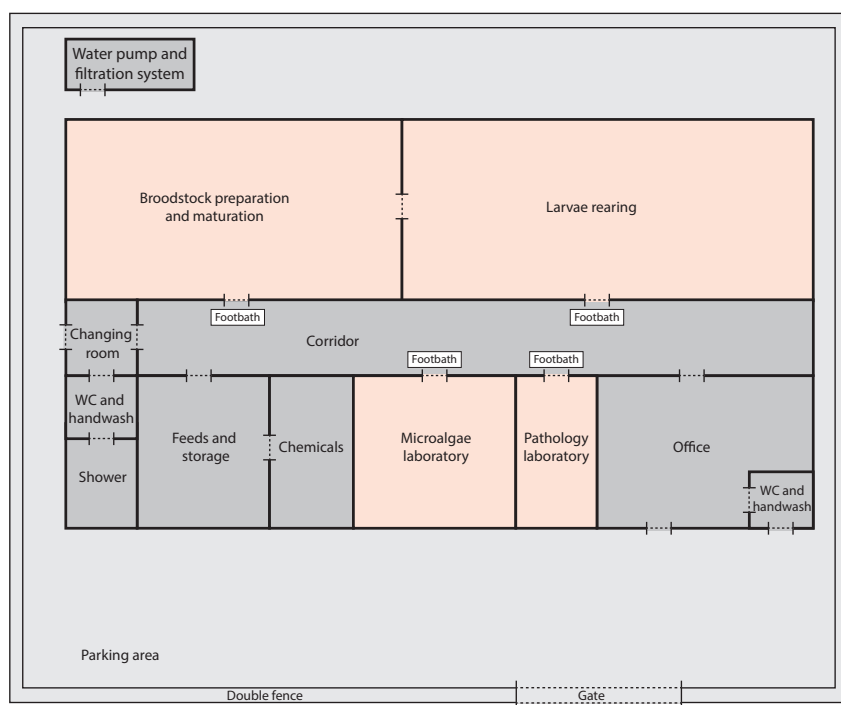 Water pump and
filtration system
Broodstock preparation
and maturation
Larvae rearing
Footbath
Footbath
Changing
room
Corridor
Footbath
Footbath
WC and
handwash
Feeds and
storage
Chemicals
Microalgae
laboratory
Pathology
laboratory
Office
Shower
WC and
handwash
Parking area
Double fence
Gate